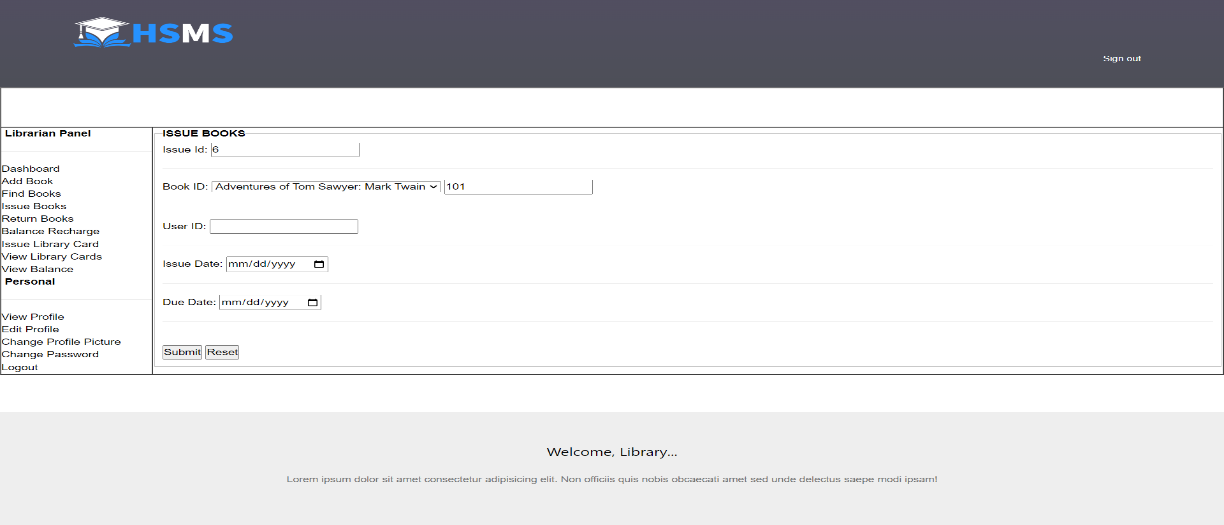 HSMS
Sign out
Librarian Panel
Dashboard
Add Book
Find Books
Issue Books
Return Books
Balance Recharge
Issue Library Card
View Library Cards
View Balance
Personal
View Profile
Edit Profile
Change Profile Picture
Change Password
Logout
ISSUE BOOKS
Issue Id: 6
Book ID: Adventures of Tom Sawyer: Mark Twain 101
User ID:
Issue Date: mm/dd/yyyy
Due Date: mm/dd/yyyy
Submit Reset
Welcome, Library...
Lorem ipsum dolor sit amet consectetur adipisicing elit. Non officiis quis nobis obcaecati amet sed unde delectus saepe modi ipsam!